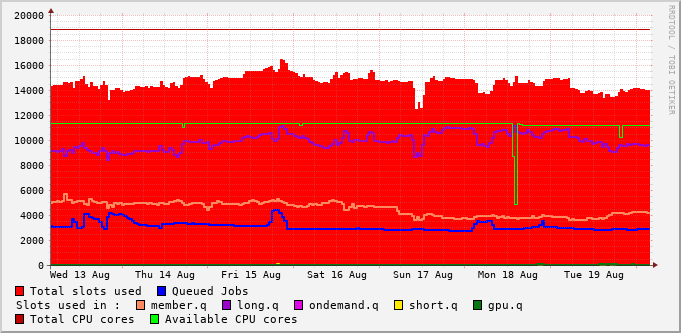 20000
18000
16000
14000
12000
10000
8000
6000
4000
2000
0
Wed 13 Aug Thu 14 Aug Fri 15 Aug Sat 16 Aug Sun 17 Aug Mon 18 Aug Tue 19 Aug
Total slots used Queued Jobs
Slots used in : member.q long.q ondemand.q short.q gpu.q
Total CPU cores Available CPU cores
RRDTOOL / TOBI OETIKER